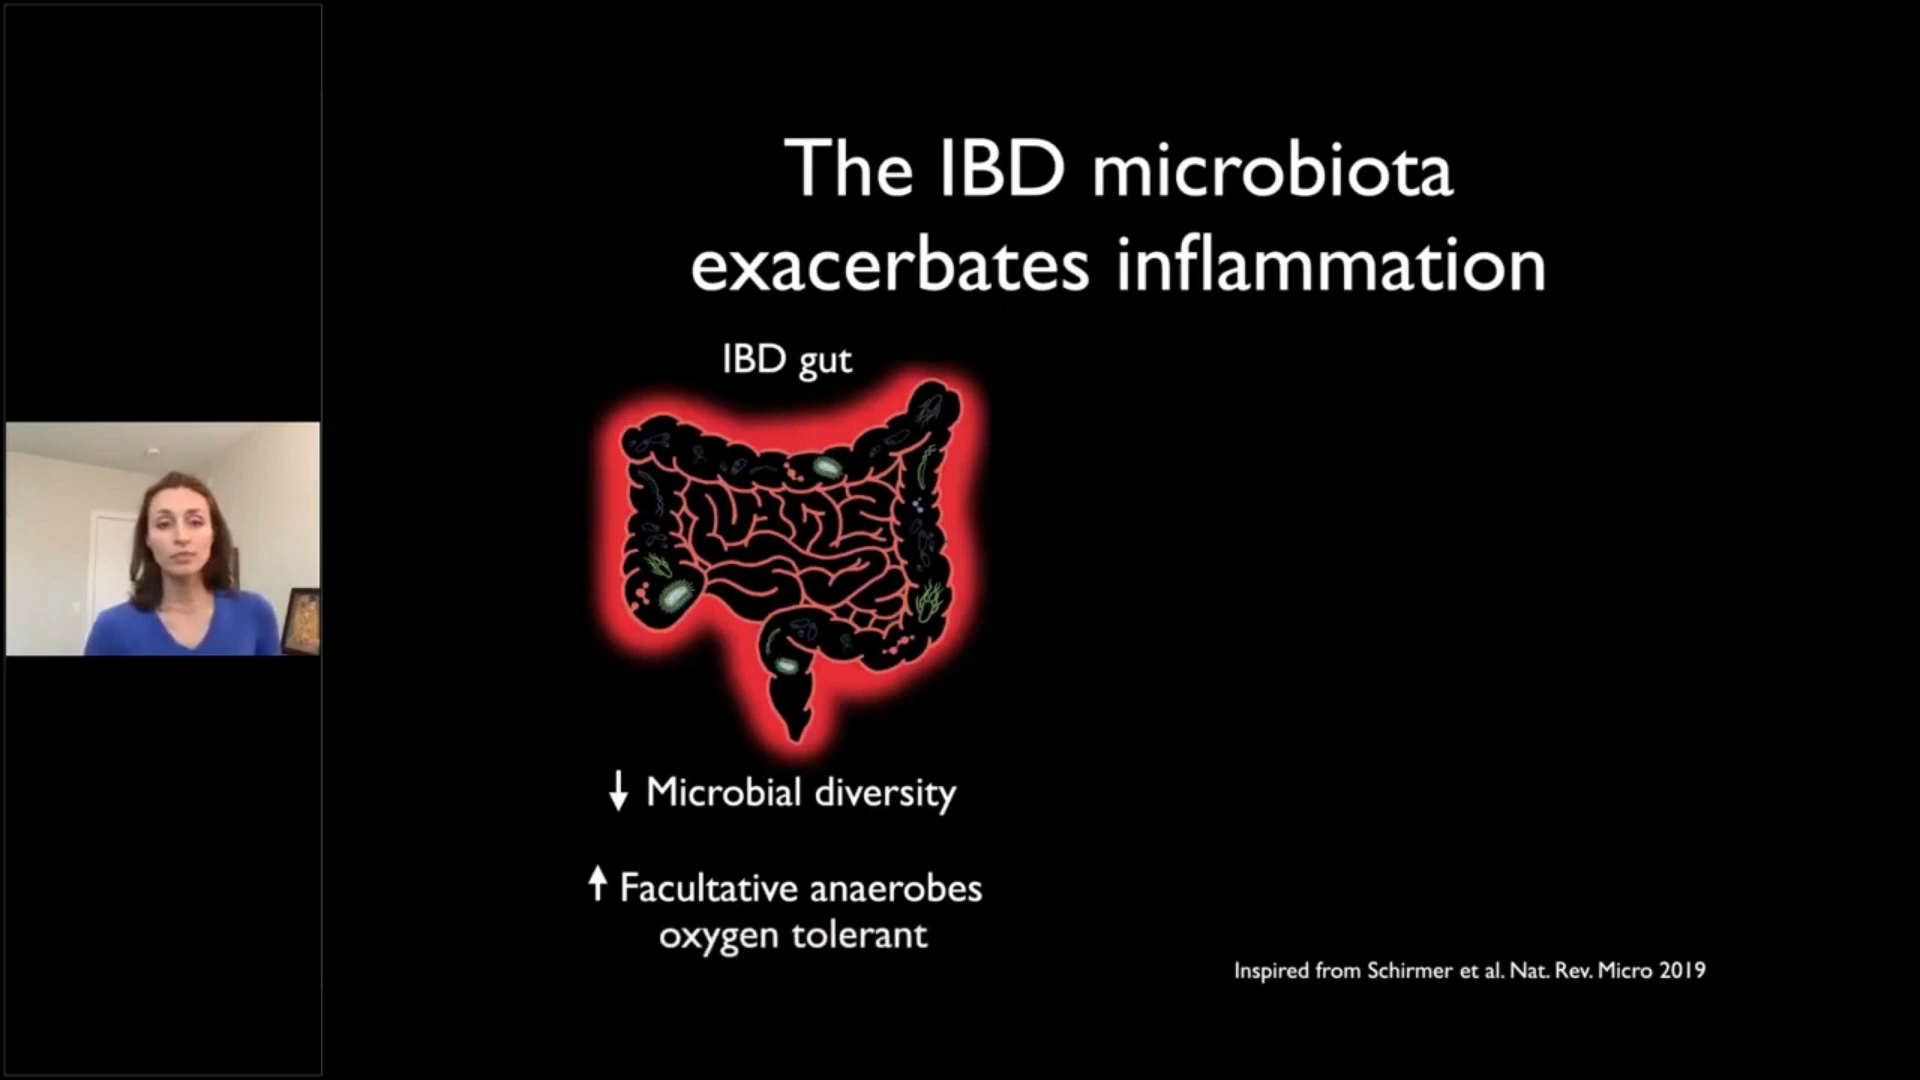 The IBD microbiota
exacerbates inflammation
IBD gut
↓ Microbial diversity
↑ Facultative anaerobes
oxygen tolerant
Inspired from Schirmer et al. Nat. Rev. Micro 2019